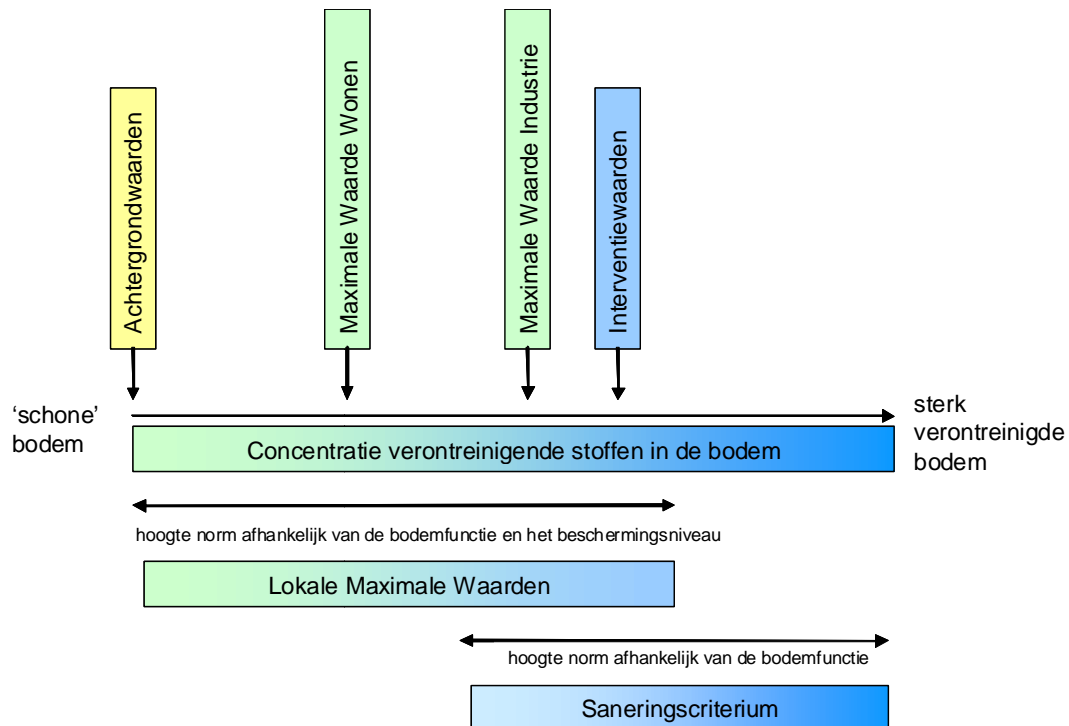 Achtergrondwaarden
Maximale Waarde Wonen
Maximale Waarde Industrie
Interventiewaarden
‘schone’
bodem
sterk
verontreinigde
bodem
Concentratie verontreinigende stoffen in de bodem
hoogte norm afhankelijk van de bodemfunctie en het beschermingsniveau
Lokale Maximale Waarden
hoogte norm afhankelijk van de bodemfunctie
Saneringscriterium